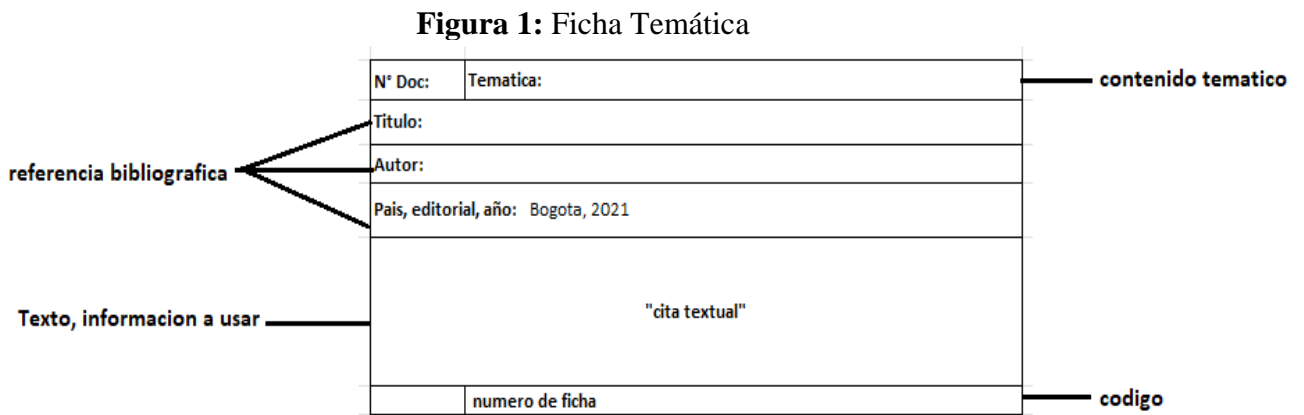 Figura 1: Ficha Temática
N° Doc: Tematica:
contenido tematico
Titulo:
referencia bibliografica
Autor:
Pais, editorial, año: Bogota, 2021
Texto, informacion a usar
"cita textual"
numero de ficha
codigo